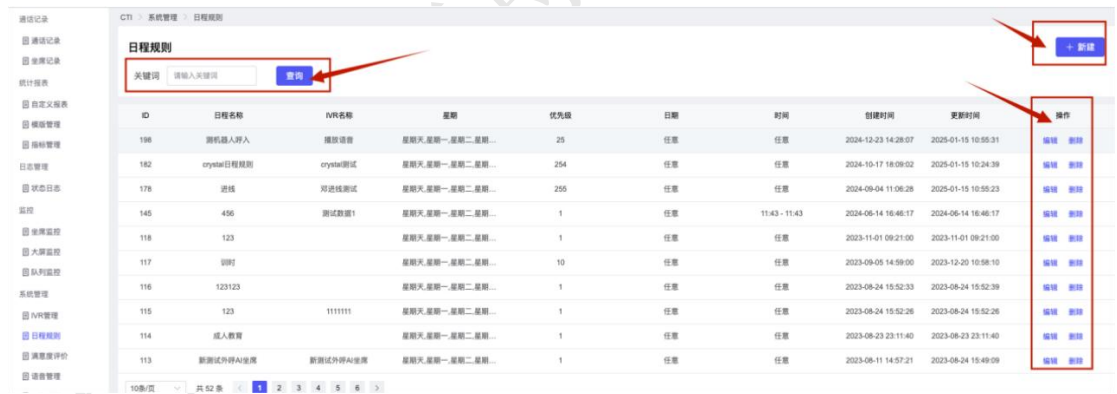 通话记录
通话记录
坐席记录
统计报表
自定义报表
模版管理
指标管理
日志管理
状态日志
监控
坐席监控
大屏监控
队列监控
系统管理
IVR管理
日程规则
满意度评价
语音管理
CTI > 系统管理 > 日程规则
日程规则
+ 新建
关键词 请输入关键词 查询
ID 日程名称 IVR名称 星期 优先级 日期 时间 创建时间 更新时间 操作
198 测机器人呼入 播放语音 星期天,星期一,星期二,星期... 25 任意 任意 2024-12-23 14:28:07 2025-01-15 10:55:31 编辑 删除
182 crystal日程规则 crystal测试 星期天,星期一,星期二,星期... 254 任意 任意 2024-10-17 18:09:02 2025-01-15 10:24:39 编辑 删除
178 进线 邓进线测试 星期天,星期一,星期二,星期... 255 任意 任意 2024-09-04 11:06:28 2025-01-15 10:55:23 编辑 删除
145 456 测试数据1 星期天,星期一,星期二,星期... 1 任意 11:43 - 11:43 2024-06-14 16:46:17 2024-06-14 16:46:17 编辑 删除
118 123 星期天,星期一,星期二,星期... 1 任意 任意 2023-11-01 09:21:00 2023-11-01 09:21:00 编辑 删除
117 训时 星期天,星期一,星期二,星期... 10 任意 任意 2023-09-05 14:59:00 2023-12-20 10:58:10 编辑 删除
116 123123 星期天,星期一,星期二,星期... 1 任意 任意 2023-08-24 15:52:33 2023-08-24 15:52:39 编辑 删除
115 123 1111111 星期天,星期一,星期二,星期... 1 任意 任意 2023-08-24 15:52:26 2023-08-24 15:52:26 编辑 删除
114 成人教育 星期天,星期一,星期二,星期... 1 任意 任意 2023-08-23 23:11:40 2023-08-23 23:11:40 编辑 删除
113 新测试外呼AI坐席 新测试外呼AI坐席 星期天,星期一,星期二,星期... 1 任意 任意 2023-08-11 14:57:21 2023-08-24 15:49:09 编辑 删除
10条/页 共 52 条 < 1 2 3 4 5 6 >